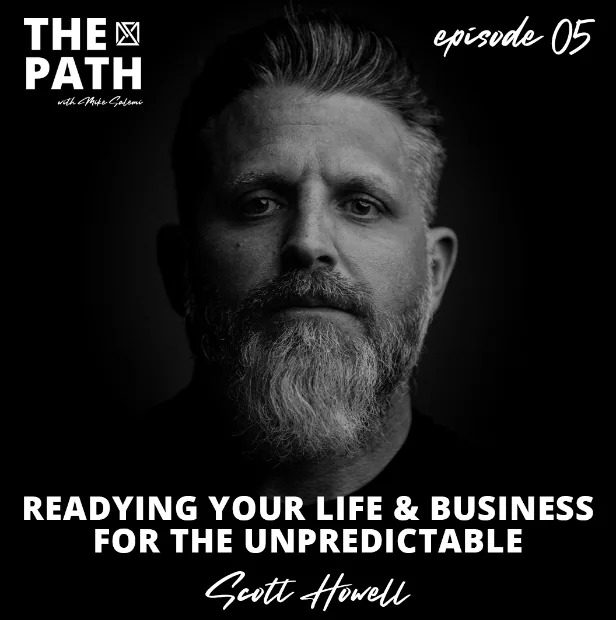 THE
PATH
with Mike Salemi
episode 05
READYING YOUR LIFE & BUSINESS
FOR THE UNPREDICTABLE
Scott Howell